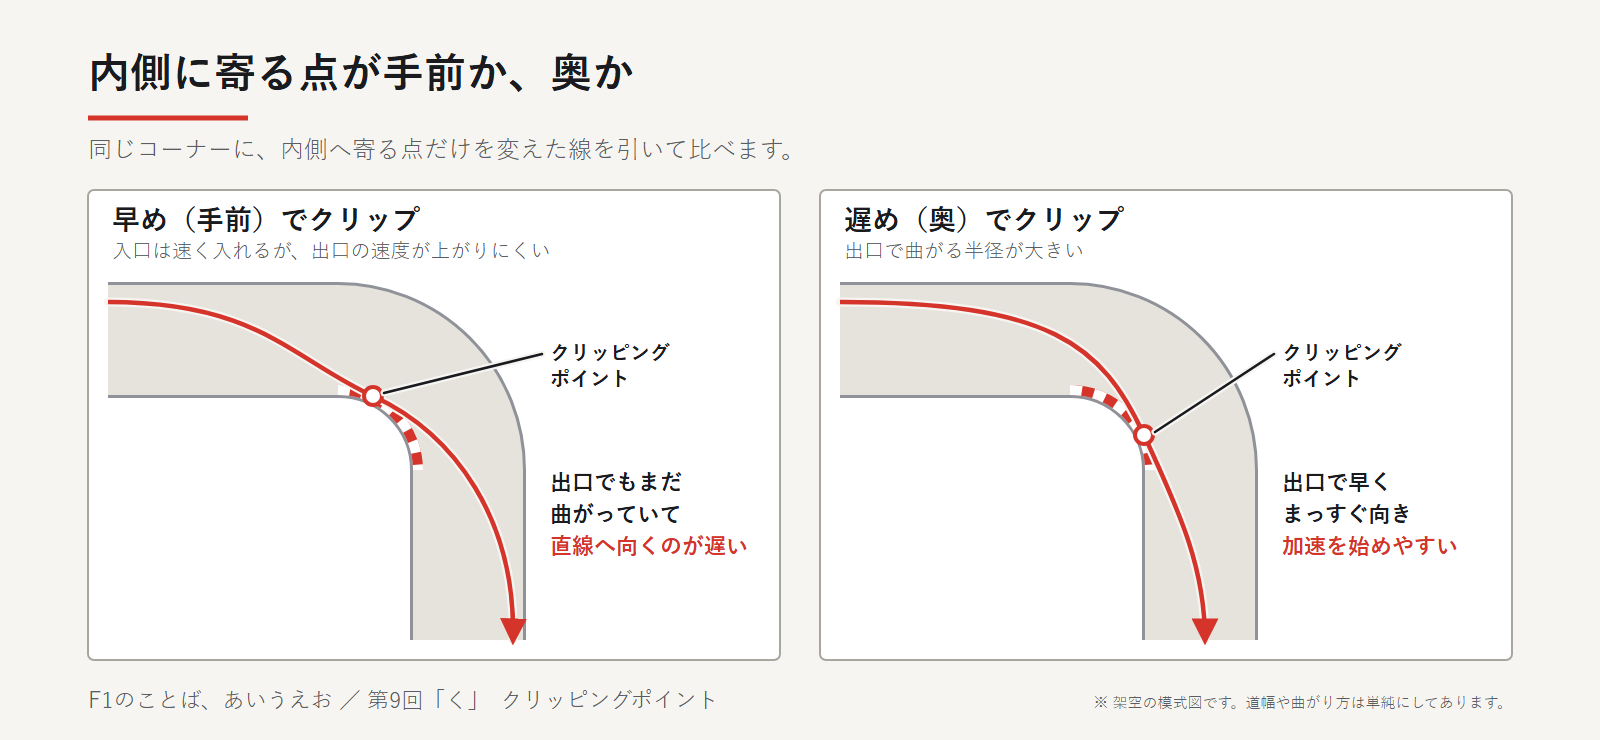 内側に寄る点が手前か、奥か
同じコーナーに、内側へ寄る点だけを変えた線を引いて比べます。
早め（手前）でクリップ
入口は速く入れるが、出口の速度が上がりにくい
クリッピング
ポイント
出口でもまだ
曲がっていて
直線へ向くのが遅い
遅め（奥）でクリップ
出口で曲がる半径が大きい
クリッピング
ポイント
出口で早く
まっすぐ向き
加速を始めやすい
F1のことば、あいうえお ／ 第9回「く」 クリッピングポイント
※ 架空の模式図です。道幅や曲がり方は単純にしてあります。